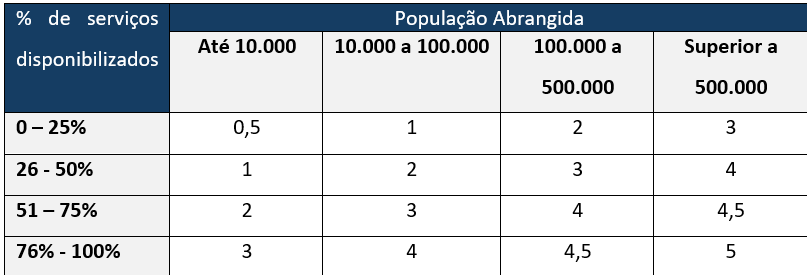 % de serviços disponibilizados
População Abrangida
Até 10.000
10.000 a 100.000
100.000 a 500.000
Superior a 500.000
0 – 25%
0,5
1
2
3
26 - 50%
1
2
3
4
51 – 75%
2
3
4
4,5
76% - 100%
3
4
4,5
5